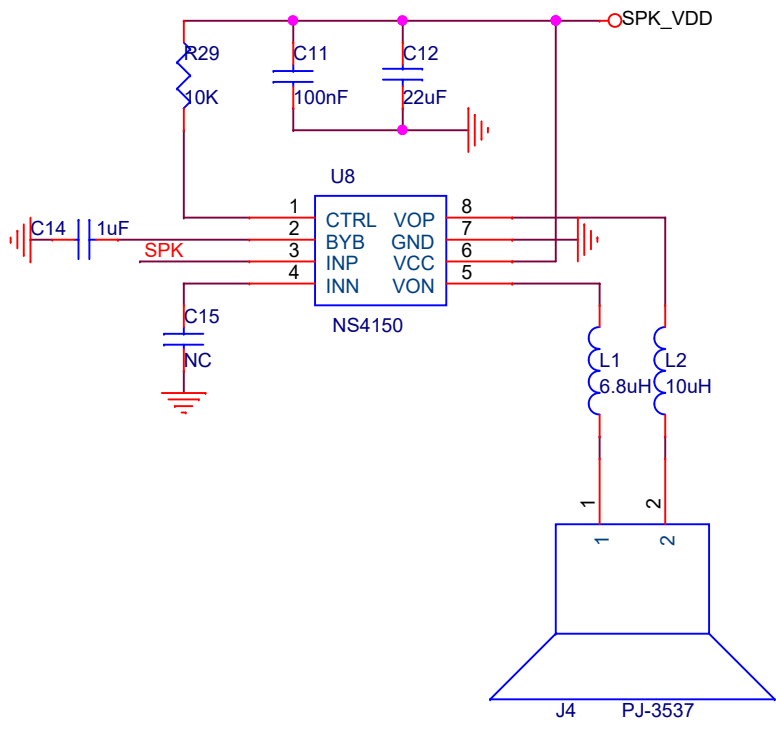 SPK_VDD
R29
10K
C11
100nF
C12
22uF
U8
C14 1uF
SPK
1 CTRL VOP 8
2 BYB GND 7
3 INP VCC 6
4 INN VON 5
NS4150
C15
NC
L1
6.8uH
L2
10uH
1 2
1 2
J4 PJ-3537